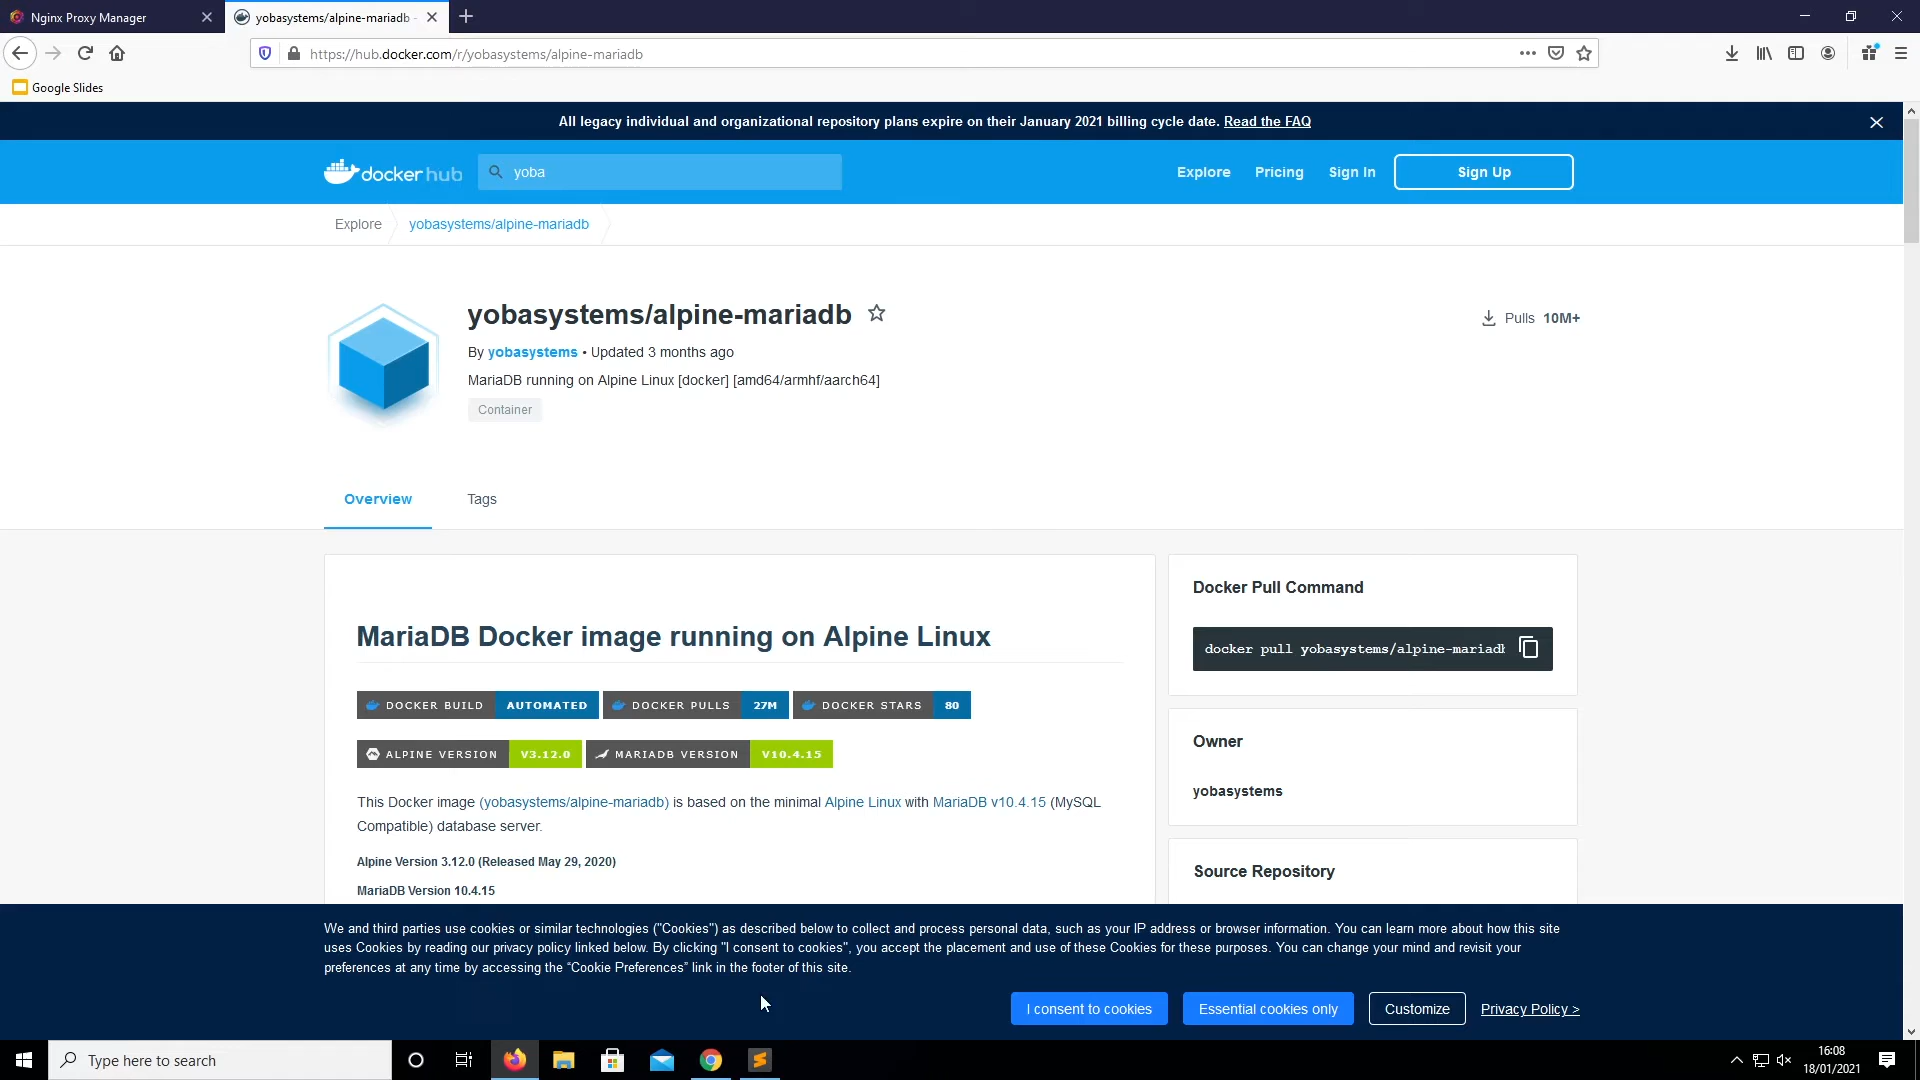 Nginx Proxy Manager
yobasystems/alpine-mariadb -
https://hub.docker.com/r/yobasystems/alpine-mariadb
Google Slides
All legacy individual and organizational repository plans expire on their January 2021 billing cycle date. Read the FAQ
docker hub
yoba
Explore
Pricing
Sign In
Sign Up
Explore
yobasystems/alpine-mariadb
yobasystems/alpine-mariadb
Pulls 10M+
By yobasystems • Updated 3 months ago
MariaDB running on Alpine Linux [docker] [amd64/armhf/aarch64]
Container
Overview
Tags
MariaDB Docker image running on Alpine Linux
DOCKER BUILD AUTOMATED
DOCKER PULLS 27M
DOCKER STARS 80
ALPINE VERSION V3.12.0
MARIADB VERSION V10.4.15
This Docker image (yobasystems/alpine-mariadb) is based on the minimal Alpine Linux with MariaDB v10.4.15 (MySQL
Compatible) database server.
Alpine Version 3.12.0 (Released May 29, 2020)
MariaDB Version 10.4.15
Docker Pull Command
docker pull yobasystems/alpine-mariadb
Owner
yobasystems
Source Repository
We and third parties use cookies or similar technologies ("Cookies") as described below to collect and process personal data, such as your IP address or browser information. You can learn more about how this site
uses Cookies by reading our privacy policy linked below. By clicking "I consent to cookies", you accept the placement and use of these Cookies for these purposes. You can change your mind and revisit your
preferences at any time by accessing the “Cookie Preferences” link in the footer of this site.
I consent to cookies
Essential cookies only
Customize
Privacy Policy >
Type here to search
16:08
18/01/2021